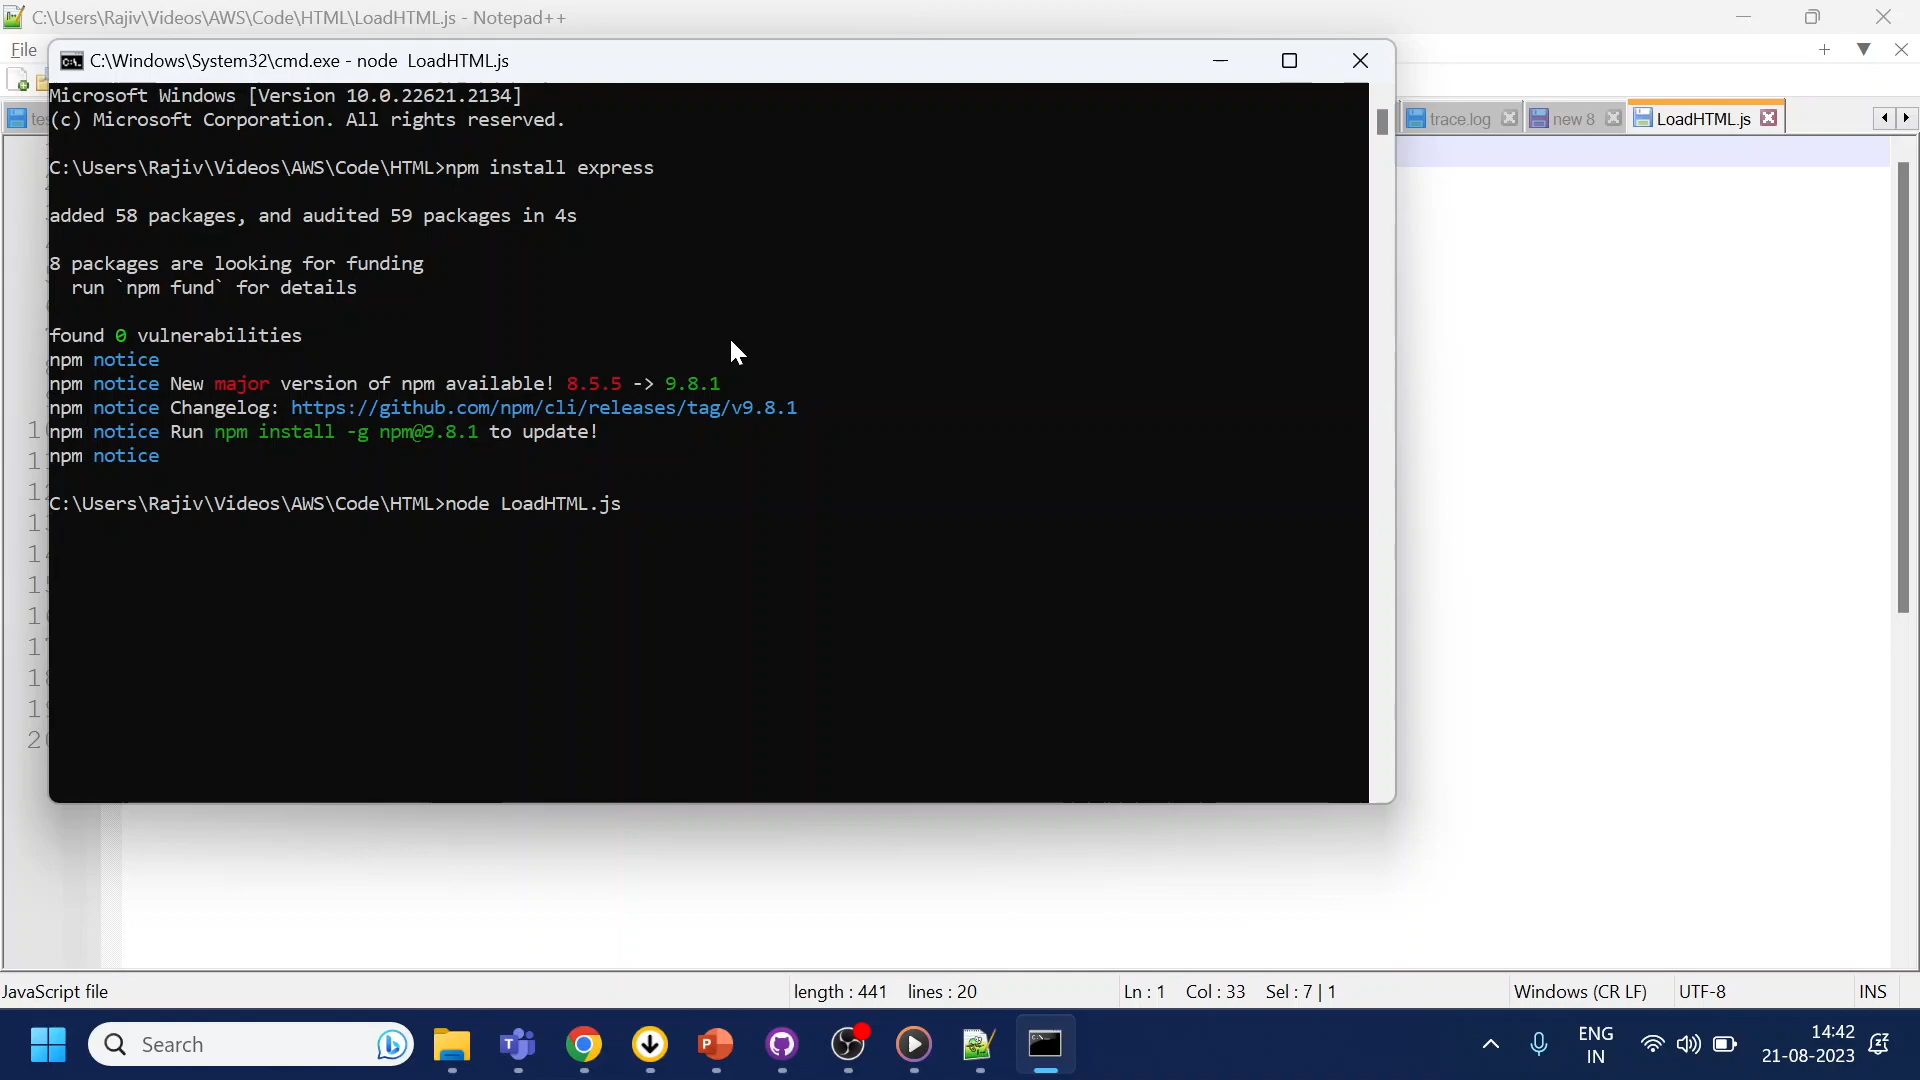 C:\Users\Rajiv\Videos\AWS\Code\HTML\LoadHTML.js - Notepad++
File
C:\Windows\System32\cmd.exe - node  LoadHTML.js
Microsoft Windows [Version 10.0.22621.2134]
(c) Microsoft Corporation. All rights reserved.
trace.log
new 8
LoadHTML.js
C:\Users\Rajiv\Videos\AWS\Code\HTML>npm install express
added 58 packages, and audited 59 packages in 4s
8 packages are looking for funding
run `npm fund` for details
found 0 vulnerabilities
npm notice
npm notice New major version of npm available! 8.5.5 -> 9.8.1
npm notice Changelog: https://github.com/npm/cli/releases/tag/v9.8.1
npm notice Run npm install -g npm@9.8.1 to update!
npm notice
C:\Users\Rajiv\Videos\AWS\Code\HTML>node LoadHTML.js
JavaScript file
length : 441  lines : 20
Ln : 1  Col : 33  Sel : 7 | 1
Windows (CR LF)
UTF-8
INS
Search
ENG
IN
14:42
21-08-2023